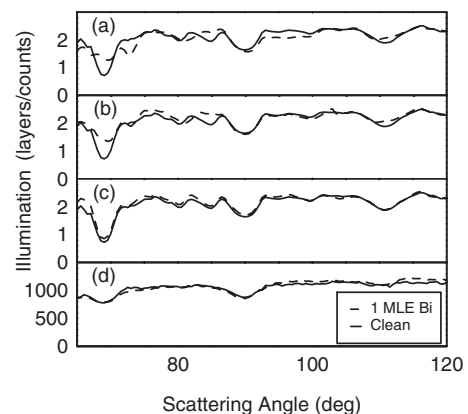 Illumination (layers/counts)
(a)
2
1
0
(b)
2
1
0
(c)
2
1
0
(d)
1000
500
0
1 MLE Bi
Clean
80
100
120
Scattering Angle (deg)